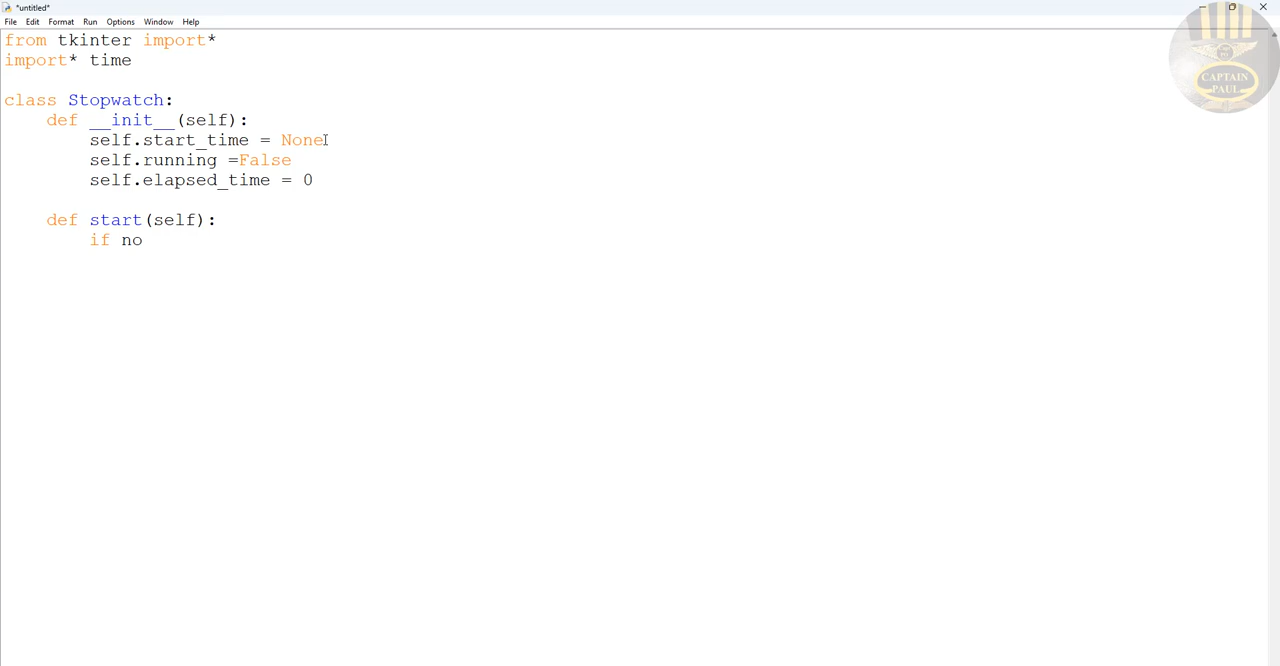 *untitled*
File Edit Format Run Options Window Help
from tkinter import*
import* time
class Stopwatch:
def __init__(self):
self.start_time = None
self.running =False
self.elapsed_time = 0
def start(self):
if no
CAPTAIN
PAUL